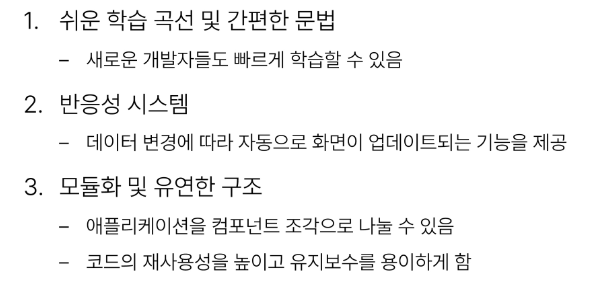 1. 쉬운 학습 곡선 및 간편한 문법
– 새로운 개발자들도 빠르게 학습할 수 있음
2. 반응성 시스템
– 데이터 변경에 따라 자동으로 화면이 업데이트되는 기능을 제공
3. 모듈화 및 유연한 구조
– 애플리케이션을 컴포넌트 조각으로 나눌 수 있음
– 코드의 재사용성을 높이고 유지보수를 용이하게 함